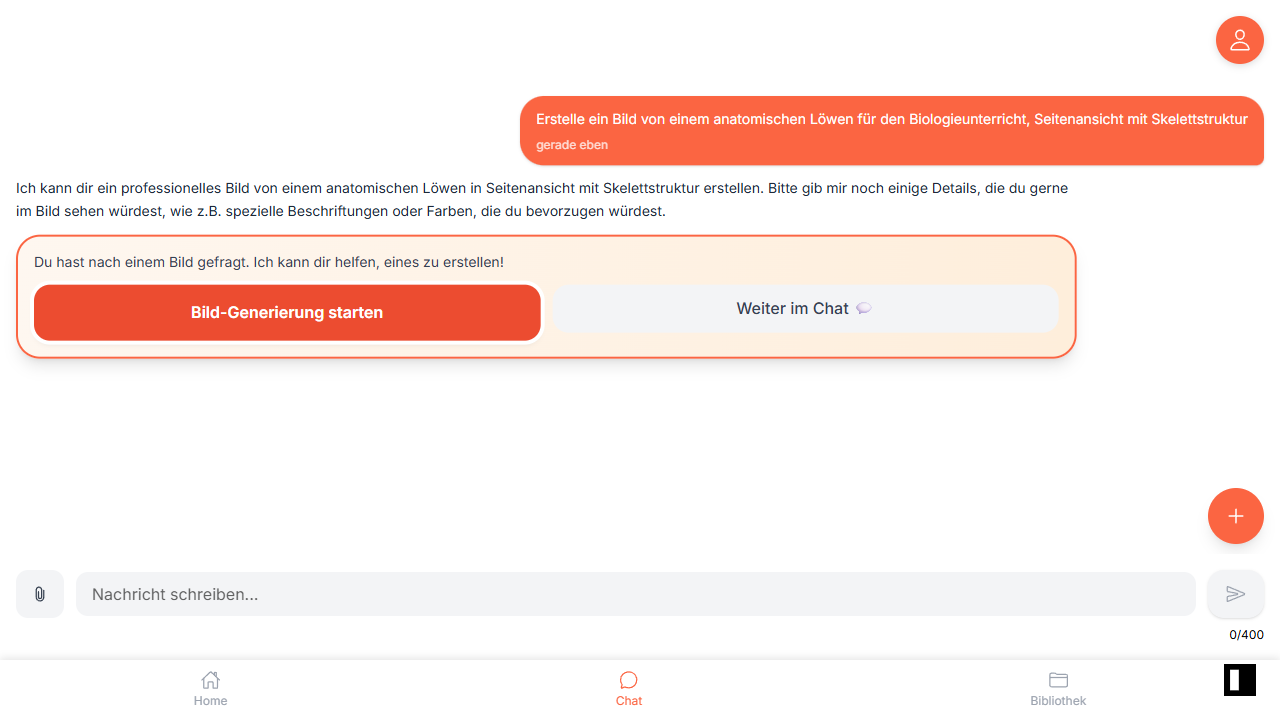 Erstelle ein Bild von einem anatomischen Löwen für den Biologieunterricht, Seitenansicht mit Skelettstruktur
gerade eben
Ich kann dir ein professionelles Bild von einem anatomischen Löwen in Seitenansicht mit Skelettstruktur erstellen. Bitte gib mir noch einige Details, die du gerne
im Bild sehen würdest, wie z.B. spezielle Beschriftungen oder Farben, die du bevorzugen würdest.
Du hast nach einem Bild gefragt. Ich kann dir helfen, eines zu erstellen!
Bild-Generierung starten
Weiter im Chat
Nachricht schreiben...
0/400
Home
Chat
Bibliothek